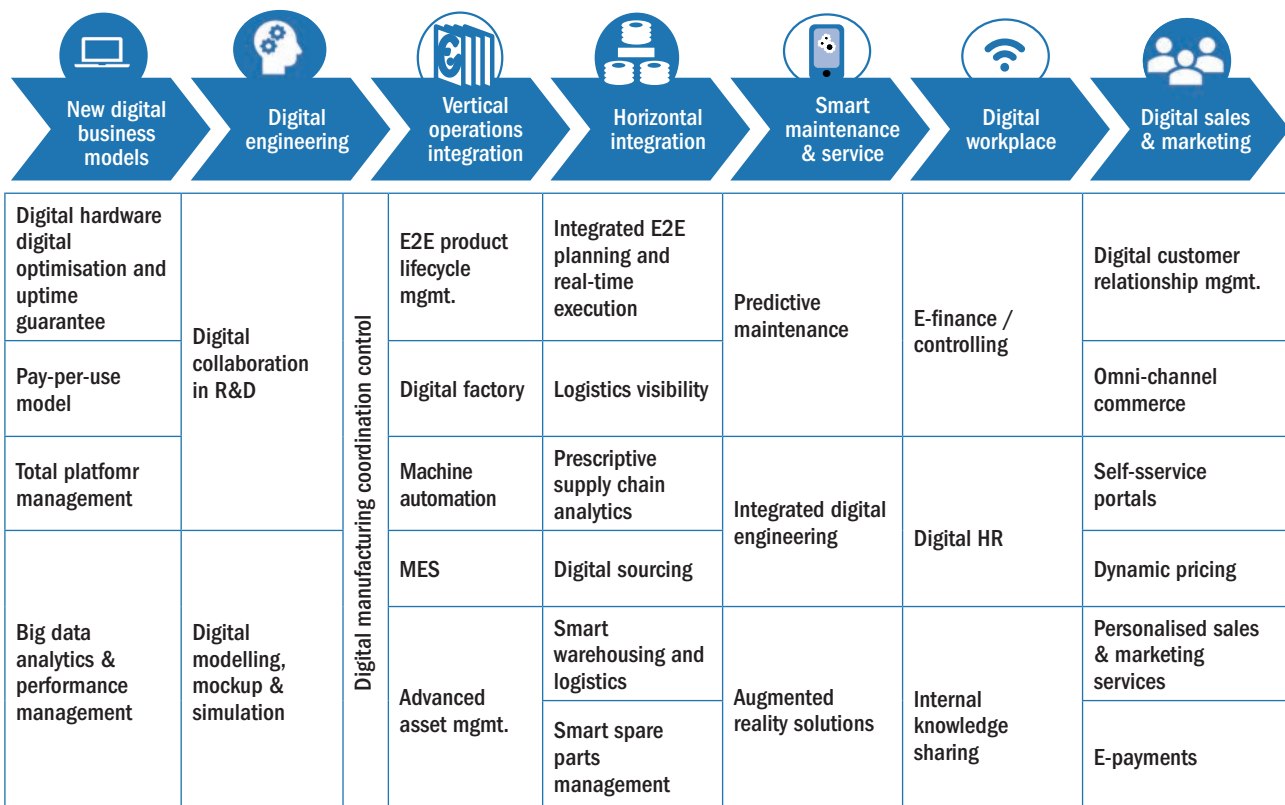 New digital
business
models
Digital
engineering
Vertical
operations
integration
Horizontal
integration
Smart
maintenance
& service
Digital
workplace
Digital sales
& marketing
Digital hardware
digital
optimisation and
uptime
guarantee
Pay-per-use
model
Total platfomr
management
Big data
analytics &
performance
management
Digital
collaboration
in R&D
Digital
modelling,
mockup &
simulation
Digital manufacturing coordination control
E2E product
lifecycle
mgmt.
Digital factory
Machine
automation
MES
Advanced
asset mgmt.
Integrated E2E
planning and
real-time
execution
Logistics visibility
Prescriptive
supply chain
analytics
Digital sourcing
Smart
warehousing and
logistics
Smart spare
parts
management
Predictive
maintenance
Integrated digital
engineering
Augmented
reality solutions
E-finance /
controlling
Digital HR
Internal
knowledge
sharing
Digital customer
relationship mgmt.
Omni-channel
commerce
Self-sservice
portals
Dynamic pricing
Personalised sales
& marketing
services
E-payments